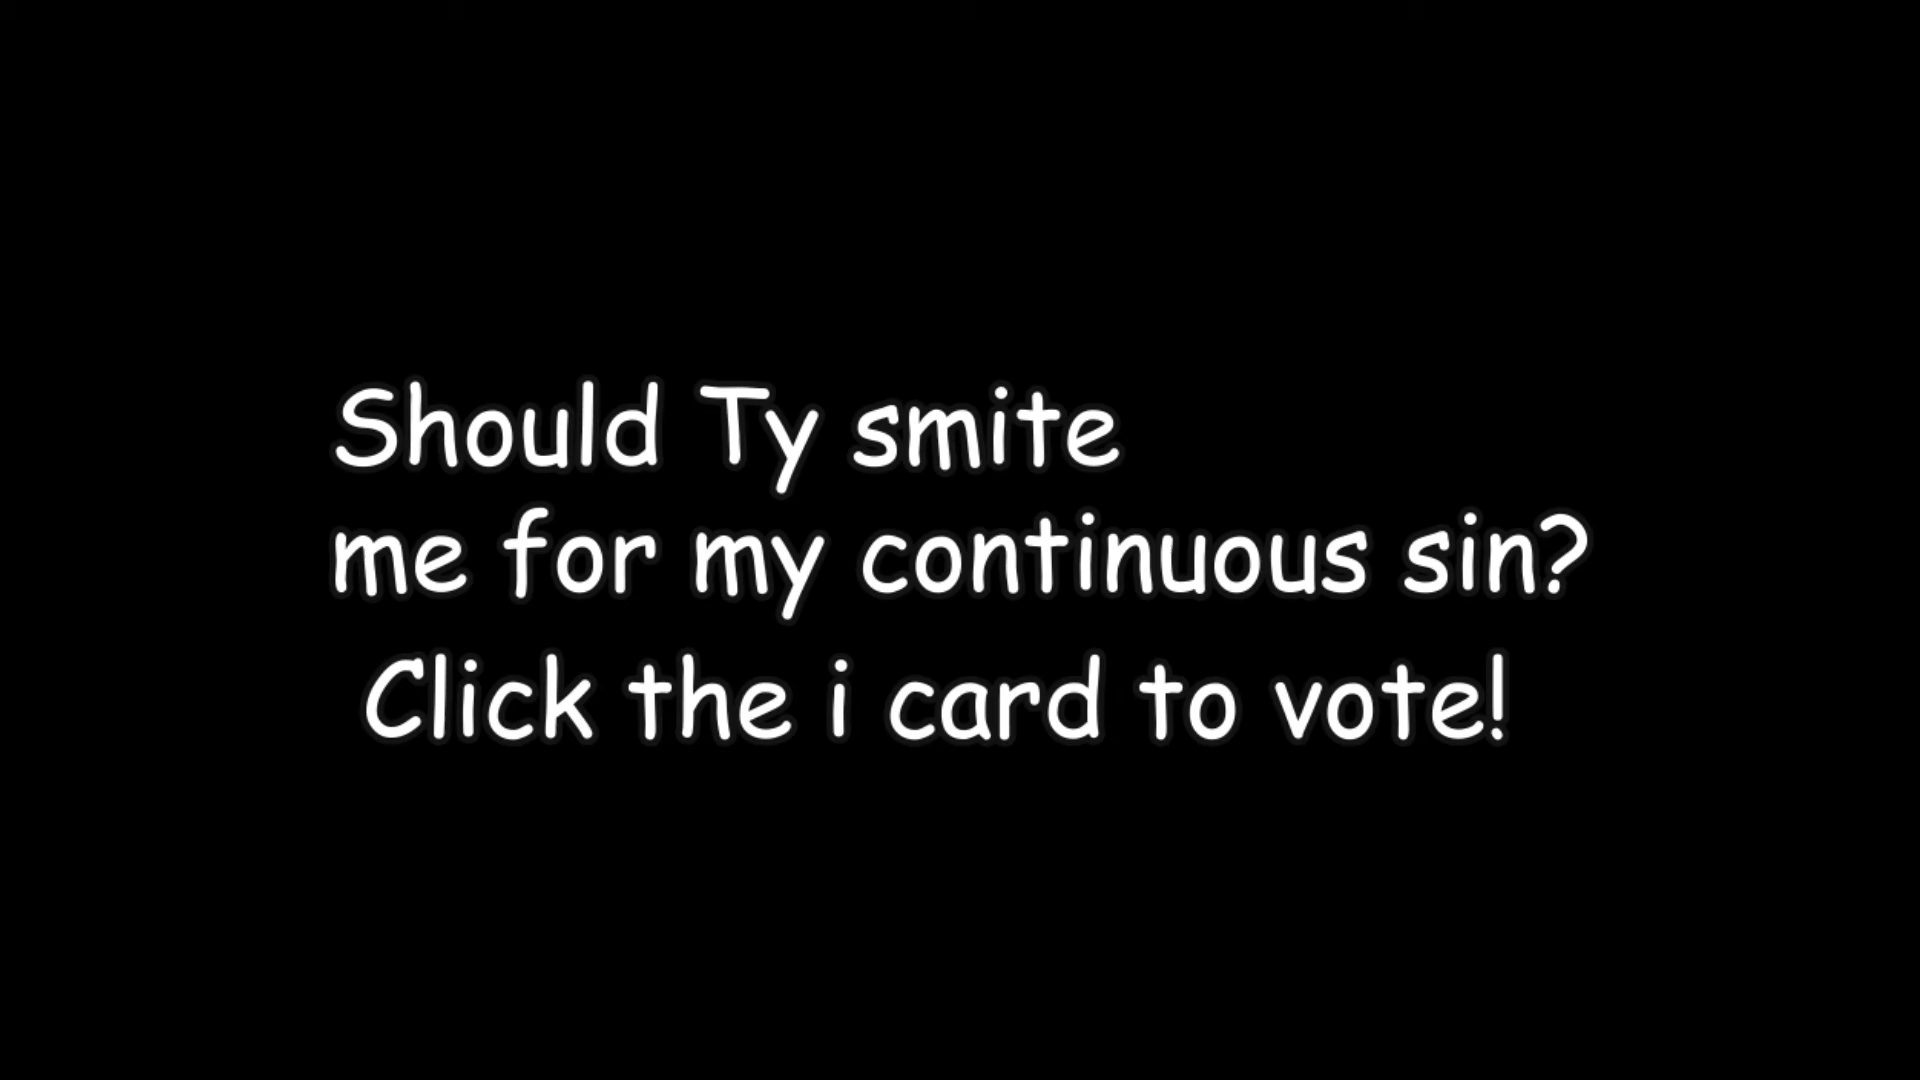 Should Ty smite
me for my continuous sin?
Click the i card to vote!